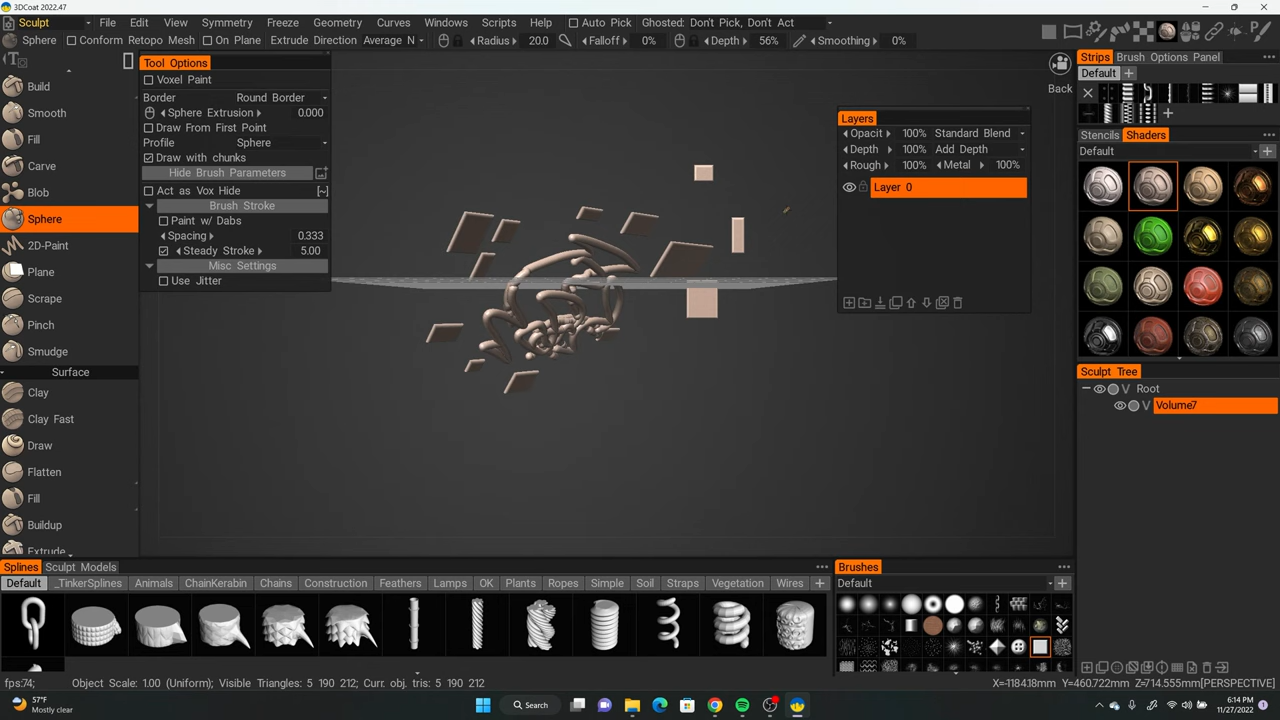 3DCoat 2022.47
Sculpt File Edit View Symmetry Freeze Geometry Curves Windows Scripts Help Auto Pick Ghosted: Don't Pick, Don't Act
Sphere Conform Retopo Mesh On Plane Extrude Direction Average N Radius 20.0 Falloff 0% Depth 56% Smoothing 0%
Build
Smooth
Fill
Carve
Blob
Sphere
2D-Paint
Plane
Scrape
Pinch
Smudge
Surface
Clay
Clay Fast
Draw
Flatten
Fill
Buildup
Extrude
Tool Options
Voxel Paint
Border Round Border
Sphere Extrusion 0.000
Draw From First Point
Profile Sphere
Draw with chunks
Hide Brush Parameters
Act as Vox Hide [~]
Brush Stroke
Paint w/ Dabs
Spacing 0.333
Steady Stroke 5.00
Misc Settings
Use Jitter
Back
Layers
Opacit 100% Standard Blend
Depth 100% Add Depth
Rough 100% Metal 100%
Layer 0
Strips Brush Options Panel
Default
Stencils Shaders
Default
Sculpt Tree
V Root
V Volume7
Splines Sculpt Models
Default _TinkerSplines Animals ChainKerabin Chains Construction Feathers Lamps OK Plants Ropes Simple Soil Straps Vegetation Wires
Brushes
Default
fps:74; Object Scale: 1.00 (Uniform); Visible Triangles: 5 190 212; Curr. obj. tris: 5 190 212; X=-1184.18mm Y=460.722mm Z=714.555mm[PERSPECTIVE]
57°F
Mostly clear
Search
6:14 PM
11/27/2022